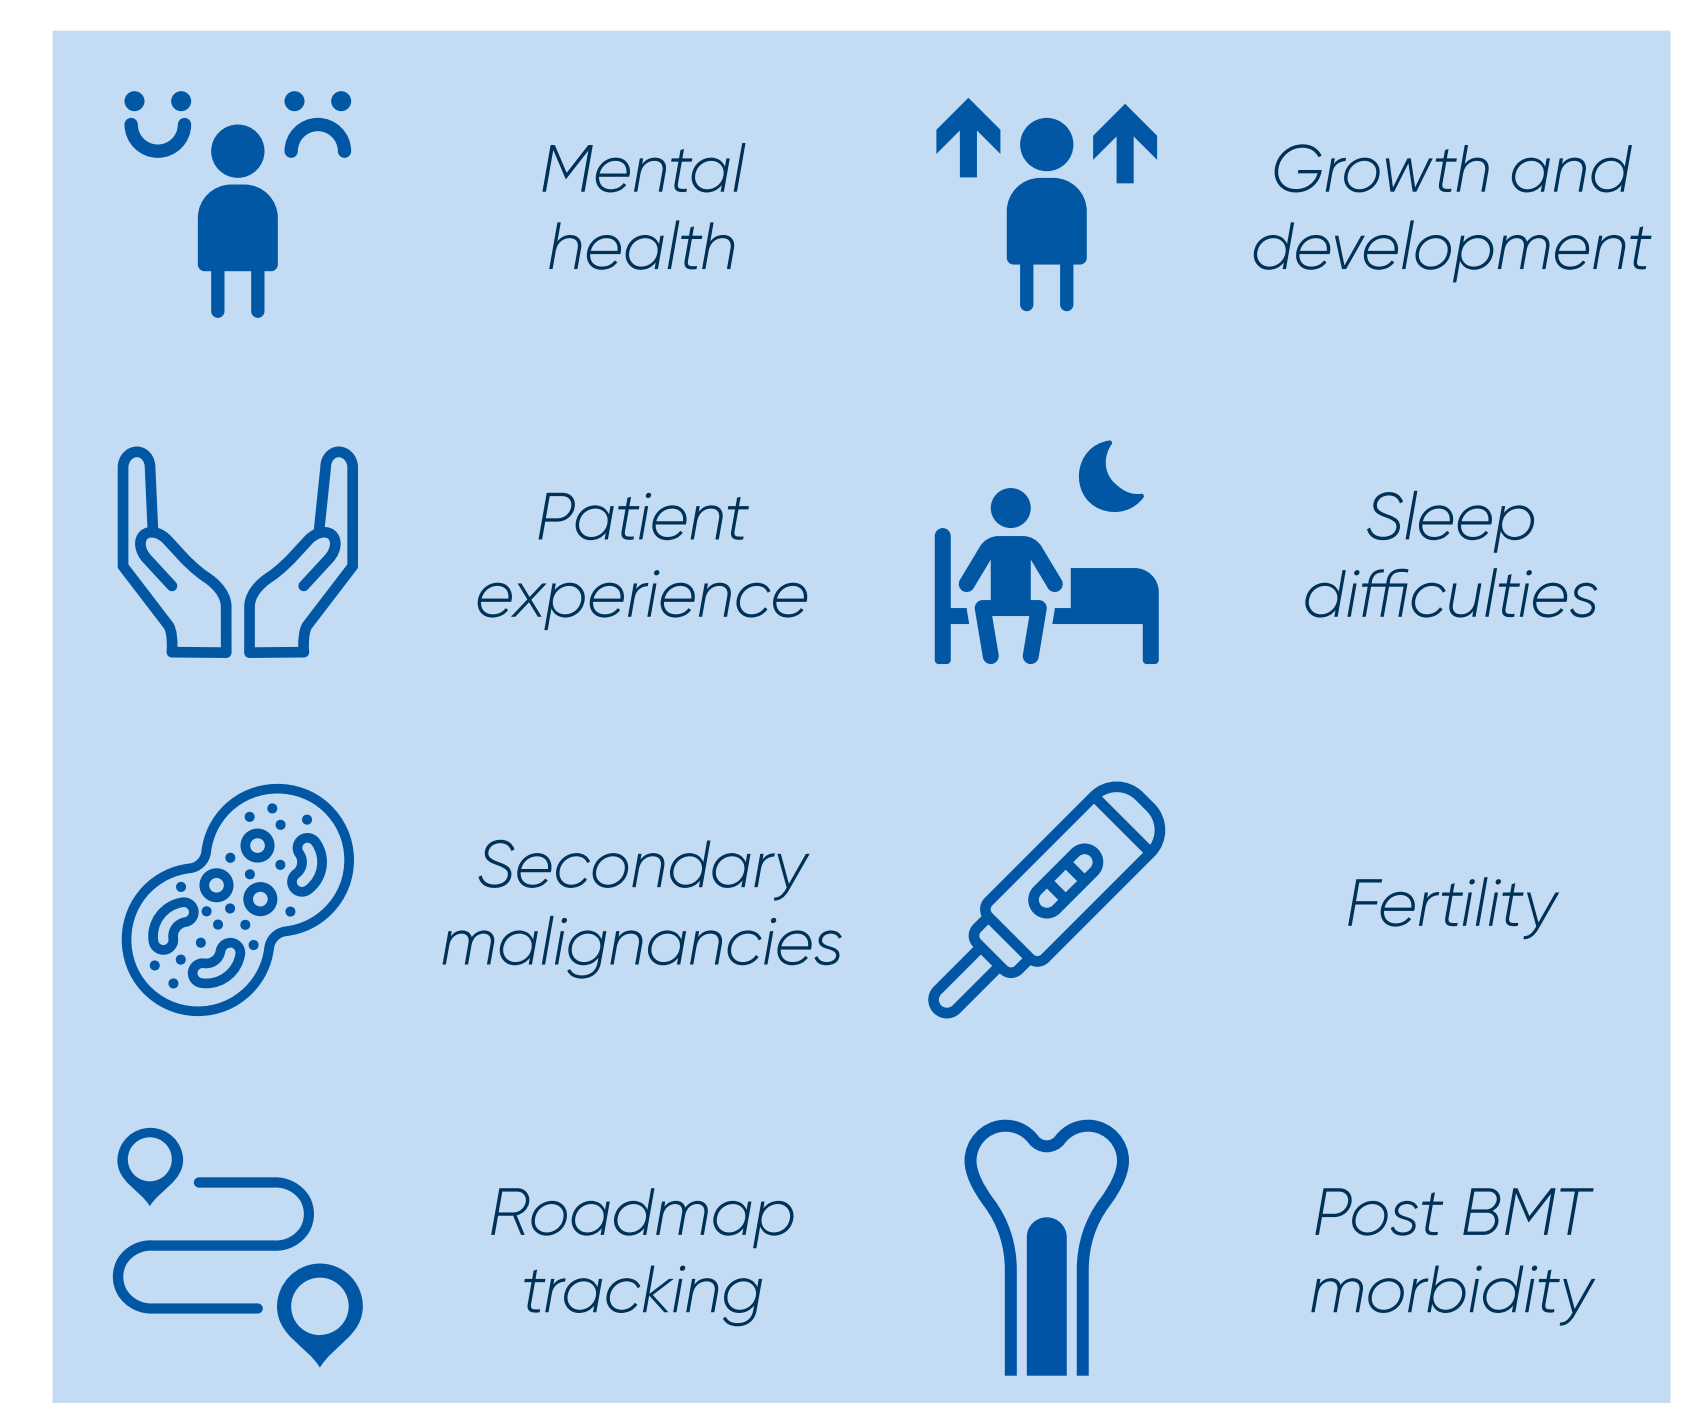 Mental
health
Growth and
development
Patient
experience
Sleep
difficulties
Secondary
malignancies
Fertility
Roadmap
tracking
Post BMT
morbidity